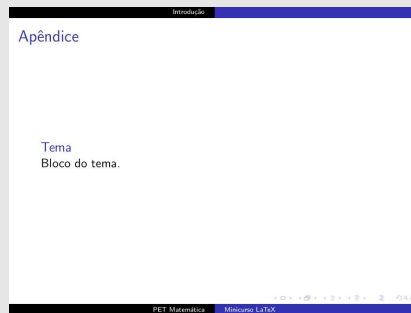 Introdução
Apêndice
Tema
Bloco do tema.
PET Matemática Minicurso LaTeX